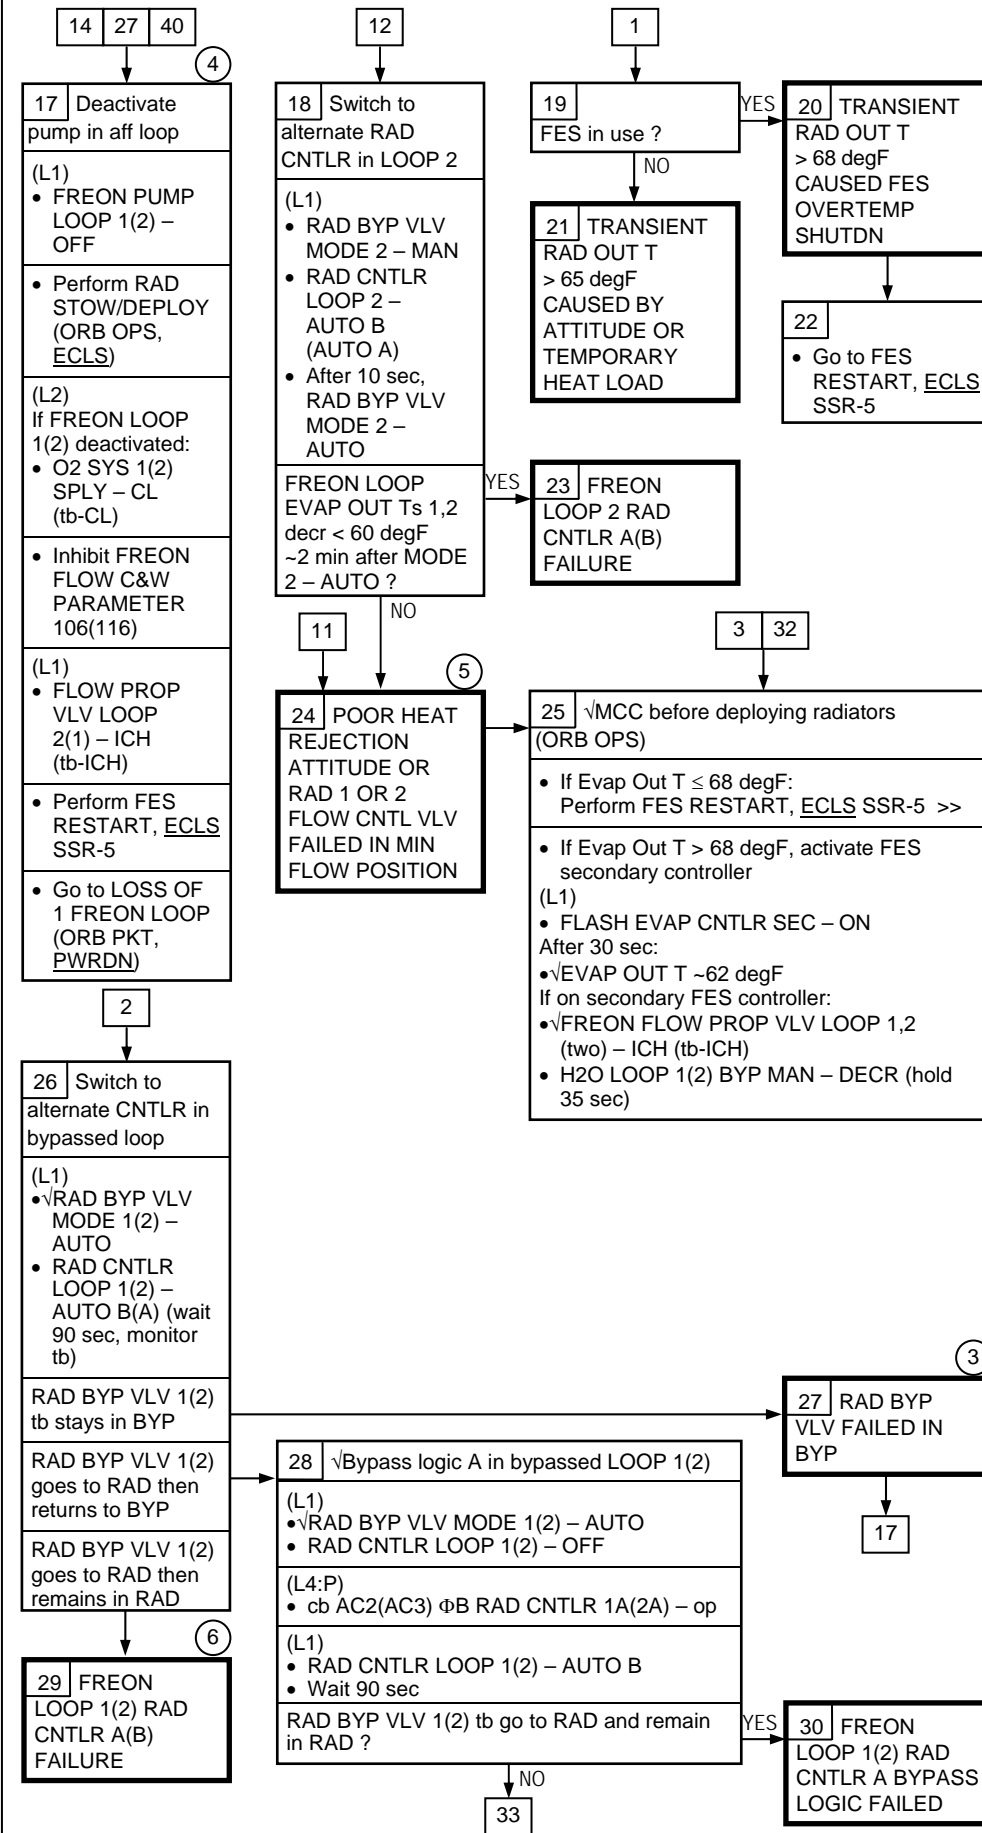 14 27 40
4
17 Deactivate
pump in aff loop
(L1)
• FREON PUMP
LOOP 1(2) –
OFF
• Perform RAD
STOW/DEPLOY
(ORB OPS,
ECLS)
(L2)
If FREON LOOP
1(2) deactivated:
• O2 SYS 1(2)
SPLY – CL
(tb-CL)
• Inhibit FREON
FLOW C&W
PARAMETER
106(116)
(L1)
• FLOW PROP
VLV LOOP
2(1) – ICH
(tb-ICH)
• Perform FES
RESTART, ECLS
SSR-5
• Go to LOSS OF
1 FREON LOOP
(ORB PKT,
PWRDN)
12
18 Switch to
alternate RAD
CNTLR in LOOP 2
(L1)
• RAD BYP VLV
MODE 2 – MAN
• RAD CNTLR
LOOP 2 –
AUTO B
(AUTO A)
• After 10 sec,
RAD BYP VLV
MODE 2 –
AUTO
FREON LOOP
EVAP OUT Ts 1,2
decr < 60 degF
~2 min after MODE
2 – AUTO ?
YES
NO
1
19
FES in use ?
YES
NO
20 TRANSIENT
RAD OUT T
> 68 degF
CAUSED FES
OVERTEMP
SHUTDN
21 TRANSIENT
RAD OUT T
> 65 degF
CAUSED BY
ATTITUDE OR
TEMPORARY
HEAT LOAD
22
• Go to FES
RESTART, ECLS
SSR-5
23 FREON
LOOP 2 RAD
CNTLR A(B)
FAILURE
11
5
24 POOR HEAT
REJECTION
ATTITUDE OR
RAD 1 OR 2
FLOW CNTL VLV
FAILED IN MIN
FLOW POSITION
3 32
25 √MCC before deploying radiators
(ORB OPS)
• If Evap Out T ≤ 68 degF:
Perform FES RESTART, ECLS SSR-5 >>
• If Evap Out T > 68 degF, activate FES
secondary controller
(L1)
• FLASH EVAP CNTLR SEC – ON
After 30 sec:
•√EVAP OUT T ~62 degF
If on secondary FES controller:
•√FREON FLOW PROP VLV LOOP 1,2
(two) – ICH (tb-ICH)
• H2O LOOP 1(2) BYP MAN – DECR (hold
35 sec)
2
26 Switch to
alternate CNTLR in
bypassed loop
(L1)
•√RAD BYP VLV
MODE 1(2) –
AUTO
• RAD CNTLR
LOOP 1(2) –
AUTO B(A) (wait
90 sec, monitor
tb)
RAD BYP VLV 1(2)
tb stays in BYP
RAD BYP VLV 1(2)
goes to RAD then
returns to BYP
RAD BYP VLV 1(2)
goes to RAD then
remains in RAD
3
27 RAD BYP
VLV FAILED IN
BYP
17
28 √Bypass logic A in bypassed LOOP 1(2)
(L1)
•√RAD BYP VLV MODE 1(2) – AUTO
• RAD CNTLR LOOP 1(2) – OFF
(L4:P)
• cb AC2(AC3) ΦB RAD CNTLR 1A(2A) – op
(L1)
• RAD CNTLR LOOP 1(2) – AUTO B
• Wait 90 sec
RAD BYP VLV 1(2) tb go to RAD and remain
in RAD ?
YES
NO
33
6
29 FREON
LOOP 1(2) RAD
CNTLR A(B)
FAILURE
30 FREON
LOOP 1(2) RAD
CNTLR A BYPASS
LOGIC FAILED